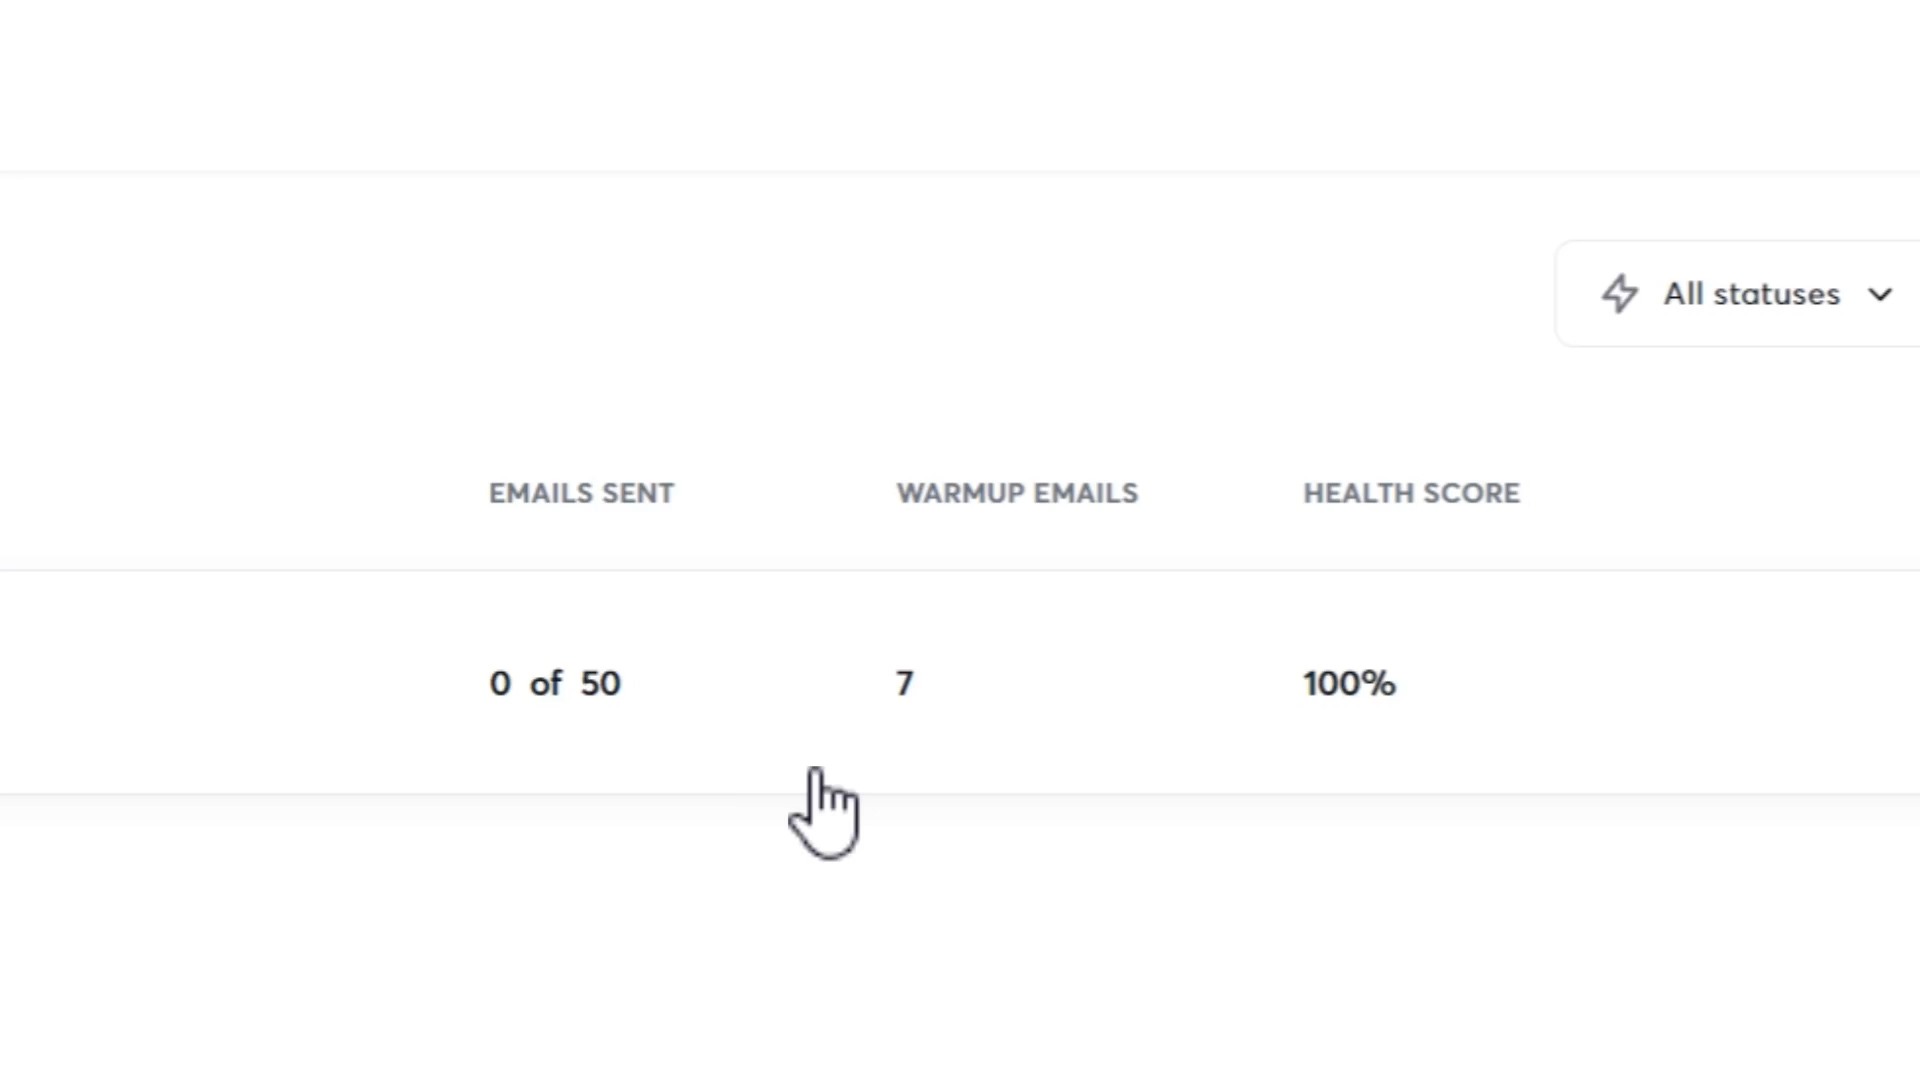 All statuses
EMAILS SENT WARMUP EMAILS HEALTH SCORE
0 of 50 7 100%